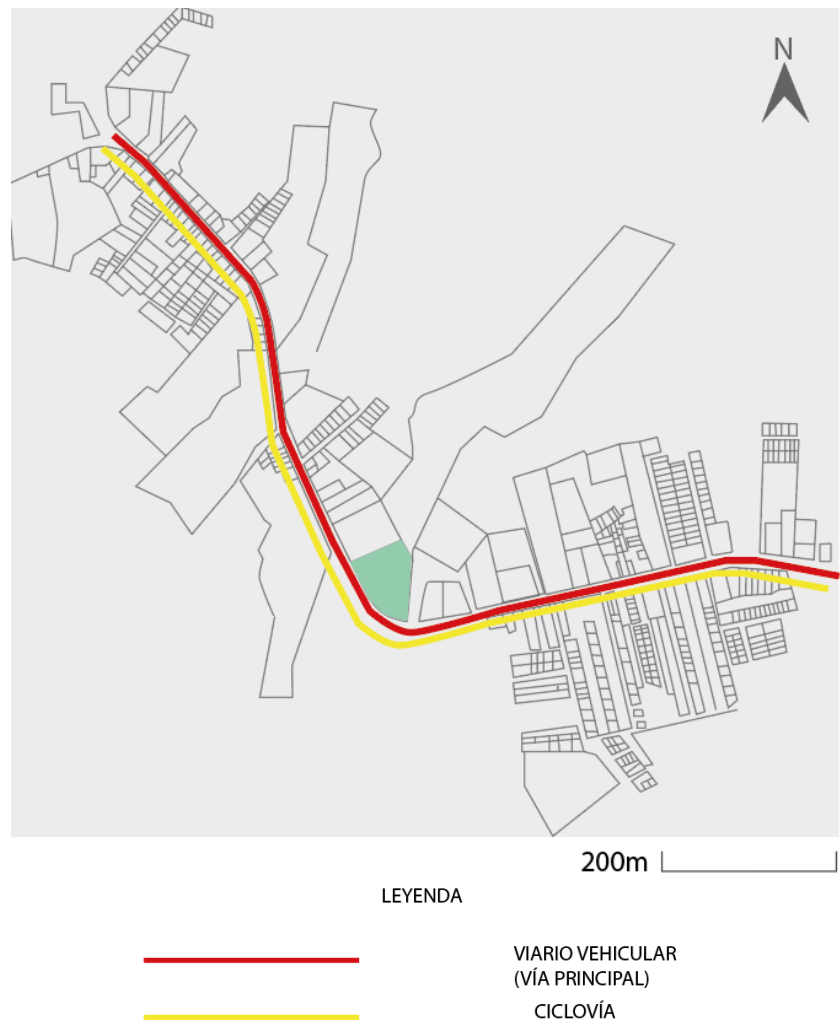 N
200m
LEYENDA
VIARIO VEHICULAR
(VÍA PRINCIPAL)
CICLOVÍA